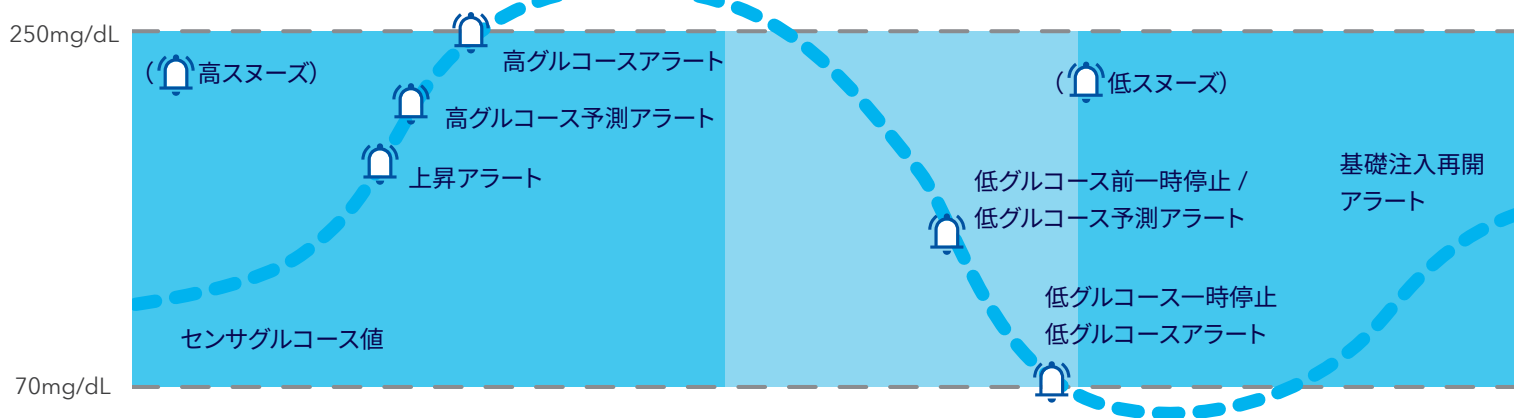 250mg/dL
(高スヌーズ)
高グルコースアラート
高グルコース予測アラート
上昇アラート
センサグルコース値
70mg/dL
(低スヌーズ)
低グルコース前一時停止 /
低グルコース予測アラート
低グルコース一時停止
低グルコースアラート
基礎注入再開
アラート